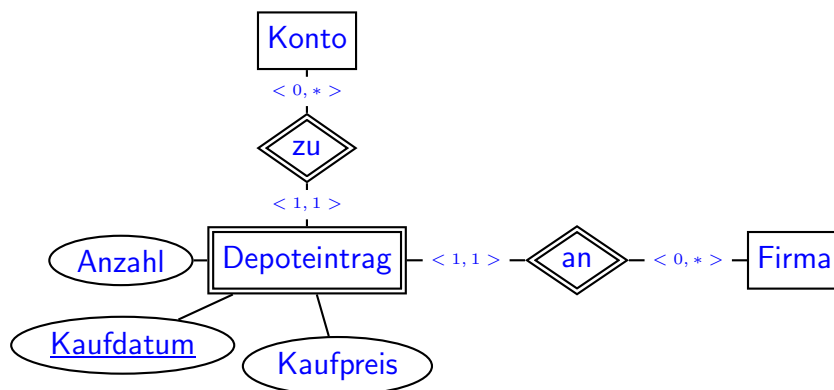 Konto
< 0, ∗ >
zu
< 1, 1 >
Anzahl
Depoteintrag
< 1, 1 >
an
< 0, ∗ >
Firma
Kaufdatum
Kaufpreis